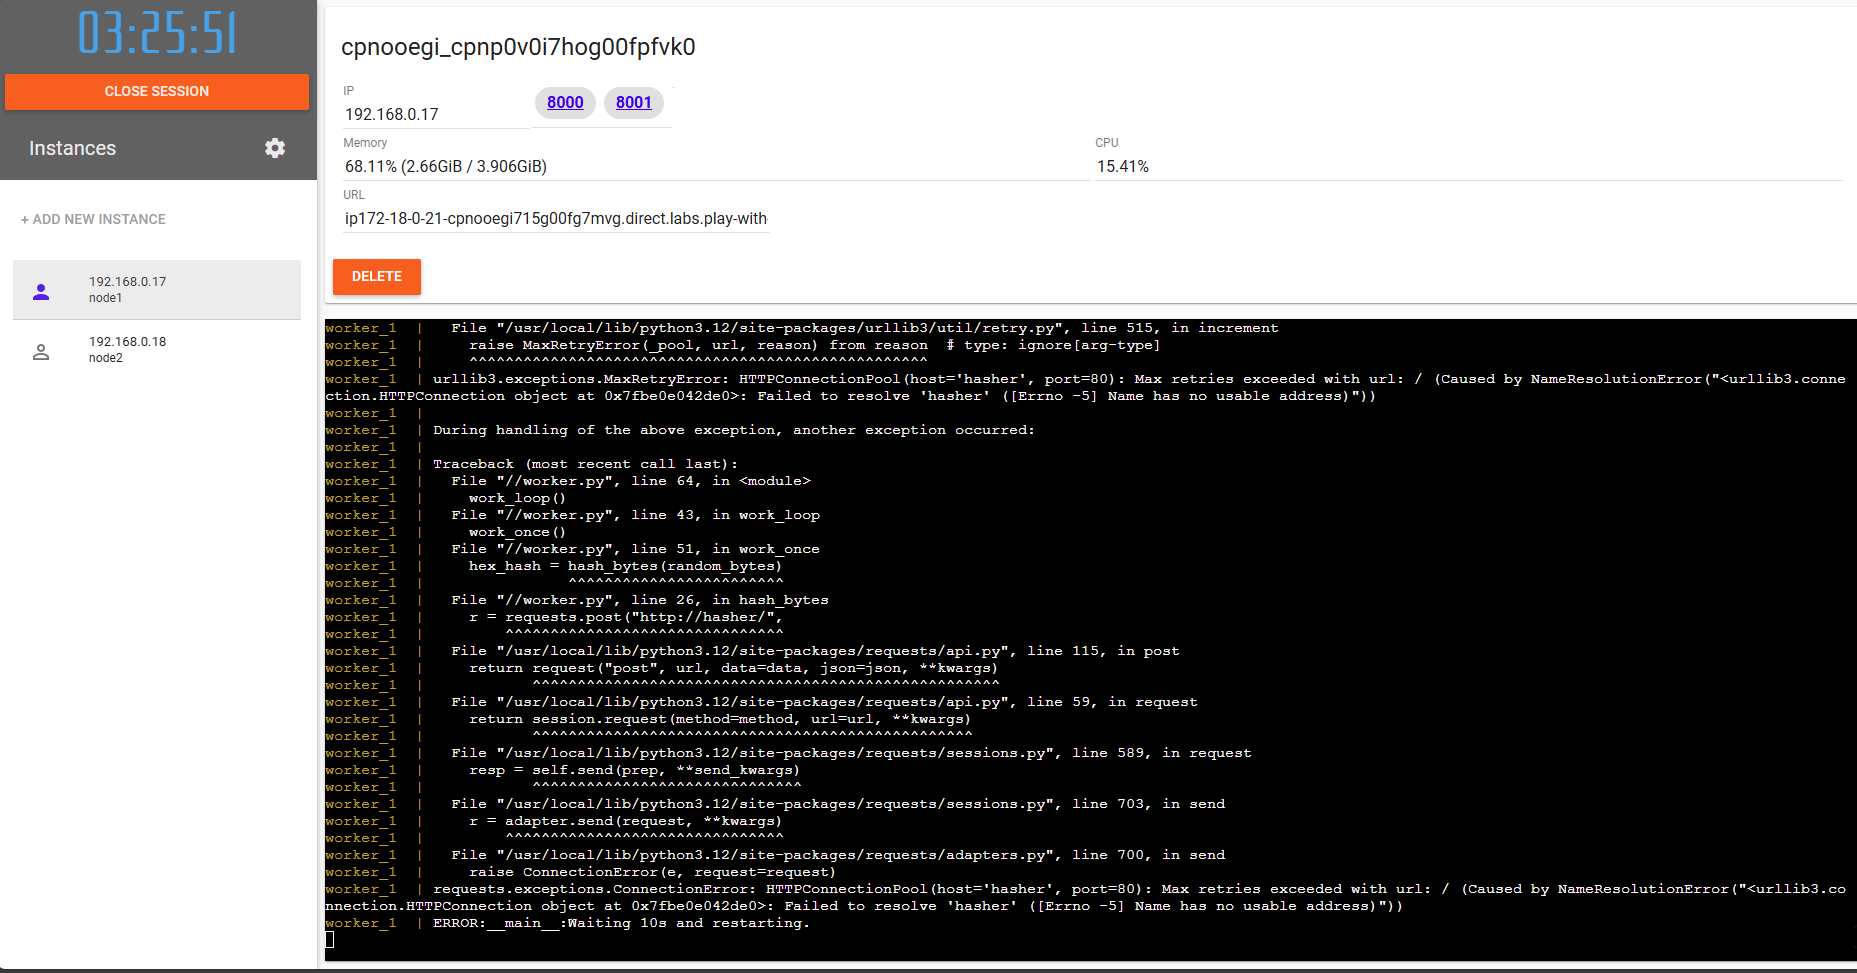 03:25:51
CLOSE SESSION
Instances
+ ADD NEW INSTANCE
192.168.0.17
node1
192.168.0.18
node2
cpnooegi_cpnp0v0i7hog00fpfvk0
IP
192.168.0.17
8000
8001
Memory
68.11% (2.66GiB / 3.906GiB)
CPU
15.41%
URL
ip172-18-0-21-cpnooegi715g00fg7mvg.direct.labs.play-with-
DELETE
worker_1  |    File "/usr/local/lib/python3.12/site-packages/urllib3/util/retry.py", line 515, in increment
worker_1  |      raise MaxRetryError(_pool, url, reason) from reason  # type: ignore[arg-type]
worker_1  |      ^^^^^^^^^^^^^^^^^^^^^^^^^^^^^^^^^^^^^^^^^^^^^^^^^^^
worker_1  | urllib3.exceptions.MaxRetryError: HTTPConnectionPool(host='hasher', port=80): Max retries exceeded with url: / (Caused by NameResolutionError("<urllib3.conne
ction.HTTPConnection object at 0x7fbe0e042de0>: Failed to resolve 'hasher' ([Errno -5] Name has no usable address)"))
worker_1  |
worker_1  | During handling of the above exception, another exception occurred:
worker_1  |
worker_1  | Traceback (most recent call last):
worker_1  |   File "//worker.py", line 64, in <module>
worker_1  |     work_loop()
worker_1  |   File "//worker.py", line 43, in work_loop
worker_1  |     work_once()
worker_1  |   File "//worker.py", line 51, in work_once
worker_1  |     hex_hash = hash_bytes(random_bytes)
worker_1  |                ^^^^^^^^^^^^^^^^^^^^^^^^
worker_1  |   File "//worker.py", line 26, in hash_bytes
worker_1  |     r = requests.post("http://hasher/",
worker_1  |         ^^^^^^^^^^^^^^^^^^^^^^^^^^^^^^^
worker_1  |   File "/usr/local/lib/python3.12/site-packages/requests/api.py", line 115, in post
worker_1  |     return request("post", url, data=data, json=json, **kwargs)
worker_1  |            ^^^^^^^^^^^^^^^^^^^^^^^^^^^^^^^^^^^^^^^^^^^^^^^^^^^^
worker_1  |   File "/usr/local/lib/python3.12/site-packages/requests/api.py", line 59, in request
worker_1  |     return session.request(method=method, url=url, **kwargs)
worker_1  |            ^^^^^^^^^^^^^^^^^^^^^^^^^^^^^^^^^^^^^^^^^^^^^^^^^
worker_1  |   File "/usr/local/lib/python3.12/site-packages/requests/sessions.py", line 589, in request
worker_1  |     resp = self.send(prep, **send_kwargs)
worker_1  |            ^^^^^^^^^^^^^^^^^^^^^^^^^^^^^^
worker_1  |   File "/usr/local/lib/python3.12/site-packages/requests/sessions.py", line 703, in send
worker_1  |     r = adapter.send(request, **kwargs)
worker_1  |         ^^^^^^^^^^^^^^^^^^^^^^^^^^^^^^^
worker_1  |   File "/usr/local/lib/python3.12/site-packages/requests/adapters.py", line 700, in send
worker_1  |     raise ConnectionError(e, request=request)
worker_1  | requests.exceptions.ConnectionError: HTTPConnectionPool(host='hasher', port=80): Max retries exceeded with url: / (Caused by NameResolutionError("<urllib3.co
nnection.HTTPConnection object at 0x7fbe0e042de0>: Failed to resolve 'hasher' ([Errno -5] Name has no usable address)"))
worker_1  | ERROR:__main__:Waiting 10s and restarting.